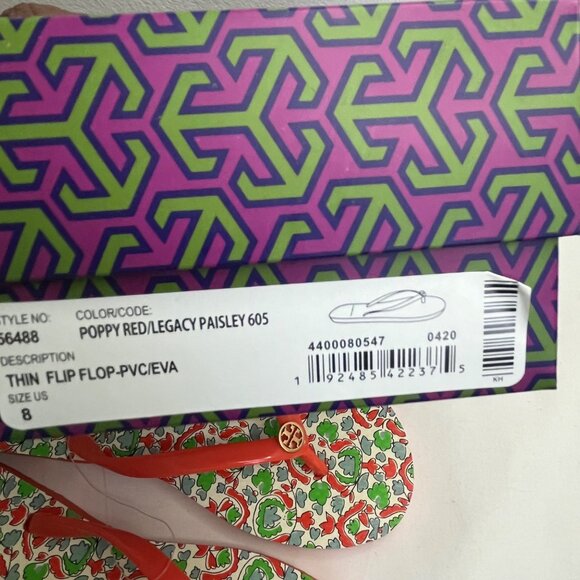 STYLE NO:
56488
COLOR/CODE:
POPPY RED/LEGACY PAISLEY 605
DESCRIPTION
THIN FLIP FLOP-PVC/EVA
SIZE US
8
4400080547 0420
1 92485 42237 5
NH